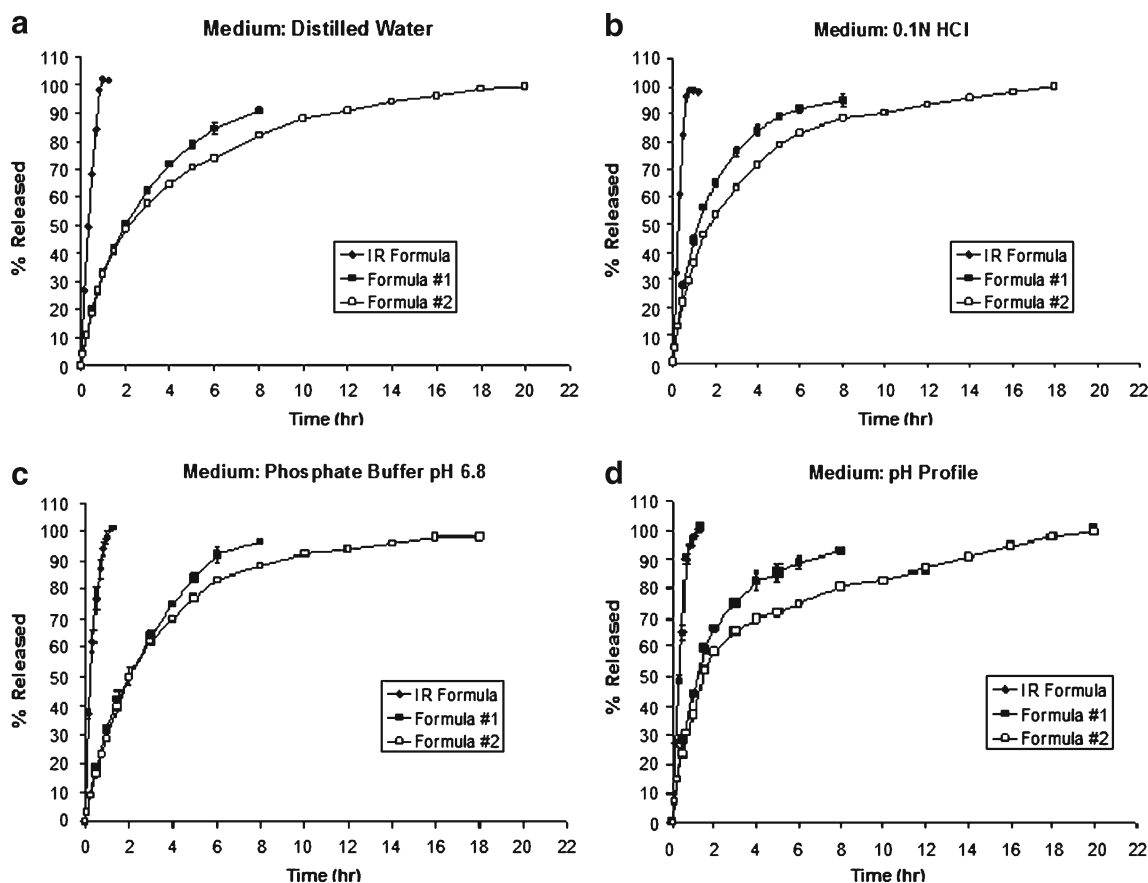 a
Medium: Distilled Water
110
100
90
80
70
60
50
40
30
20
10
0
% Released
IR Formula
Formula #1
Formula #2
0 2 4 6 8 10 12 14 16 18 20 22
Time (hr)
b
Medium: 0.1N HCl
110
100
90
80
70
60
50
40
30
20
10
0
% Released
IR Formula
Formula #1
Formula #2
0 2 4 6 8 10 12 14 16 18 20 22
Time (hr)
c
Medium: Phosphate Buffer pH 6.8
110
100
90
80
70
60
50
40
30
20
10
0
% Released
IR Formula
Formula #1
Formula #2
0 2 4 6 8 10 12 14 16 18 20 22
Time (hr)
d
Medium: pH Profile
110
100
90
80
70
60
50
40
30
20
10
0
% Released
IR Formula
Formula #1
Formula #2
0 2 4 6 8 10 12 14 16 18 20 22
Time (hr)